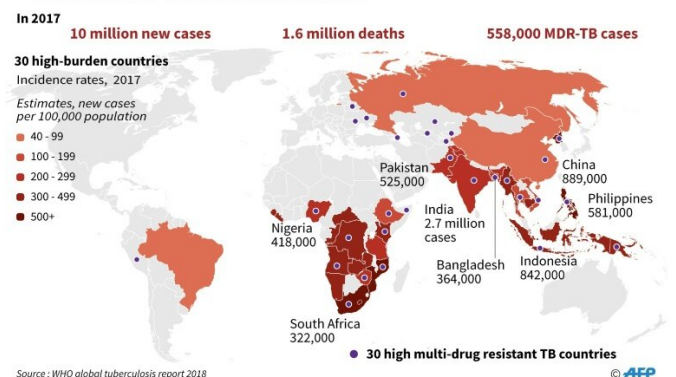 In 2017
10 million new cases
1.6 million deaths
558,000 MDR-TB cases
30 high-burden countries
Incidence rates, 2017
Estimates, new cases
per 100,000 population
40 - 99
100 - 199
200 - 299
300 - 499
500+
Pakistan
525,000
China
889,000
Philippines
581,000
India
2.7 million
cases
Nigeria
418,000
Bangladesh
364,000
Indonesia
842,000
South Africa
322,000
30 high multi-drug resistant TB countries
Source : WHO global tuberculosis report 2018
© AFP